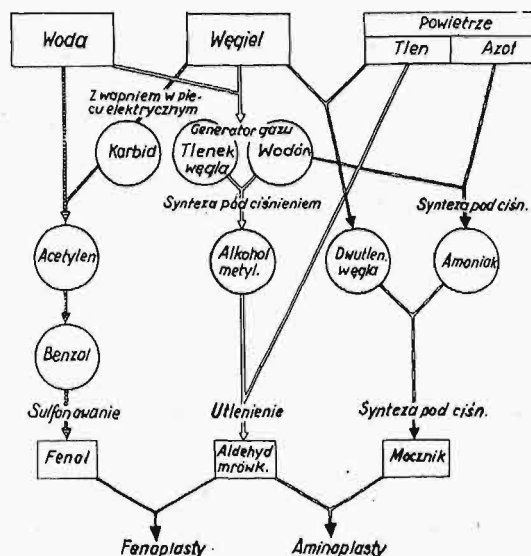 Woda
Węgiel
Powietrze
Tlen
Azot
Z wapniem w pie-
cu elektrycznym
Generator gazu
Karbid
Tlenek
węgla
Wodór
Synteza pod ciśnieniem
Synteza pod ciśn.
Acetylen
Alkohol
metyl.
Dwutlen.
węgla
Amoniak
Benzol
Sulfonowanie
Utlenienie
Synteza pod ciśn.
Fenol
Aldehyd
mrówk.
Mocznik
Fenoplasty
Aminoplasty